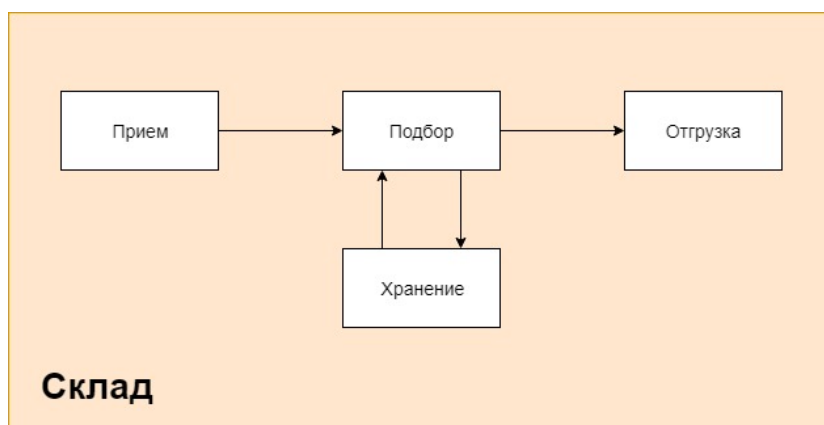 Прием
Подбор
Отгрузка
Хранение
Склад